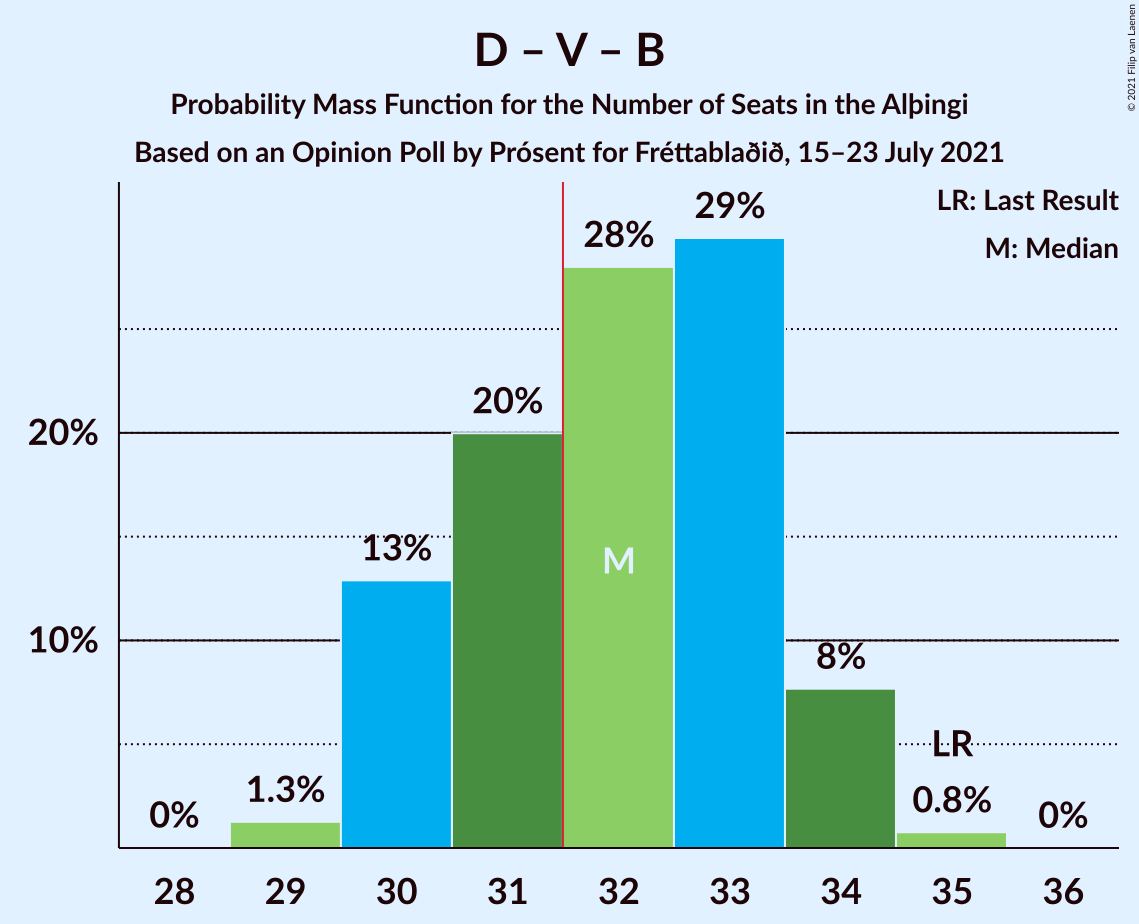 D – V – B
Probability Mass Function for the Number of Seats in the Alþingi
Based on an Opinion Poll by Prósent for Fréttablaðið, 15–23 July 2021
© 2021 Filip van Laenen
LR: Last Result
M: Median
29%
28%
20%
20%
13%
M
10%
8%
LR
1.3%
0.8%
0%
0%
28 29 30 31 32 33 34 35 36